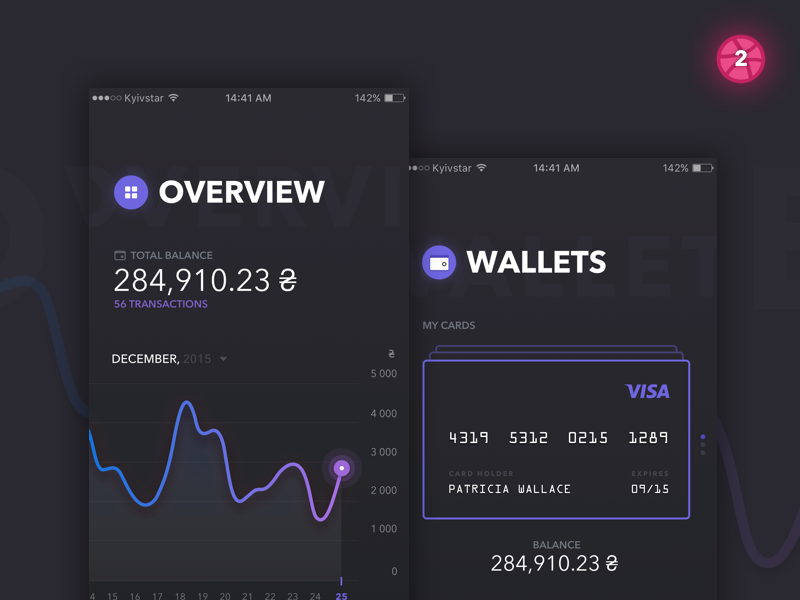 2
Kyivstar 14:41 AM 142%
OVERVIEW
TOTAL BALANCE
284,910.23 ₴
56 TRANSACTIONS
DECEMBER, 2015
₴
5 000
4 000
3 000
2 000
1 000
0
4 15 16 17 18 19 20 21 22 23 24 25
Kyivstar 14:41 AM 142%
WALLETS
MY CARDS
VISA
4319 5312 0215 1289
CARD HOLDER EXPIRES
PATRICIA WALLACE 09/15
BALANCE
284,910.23 ₴